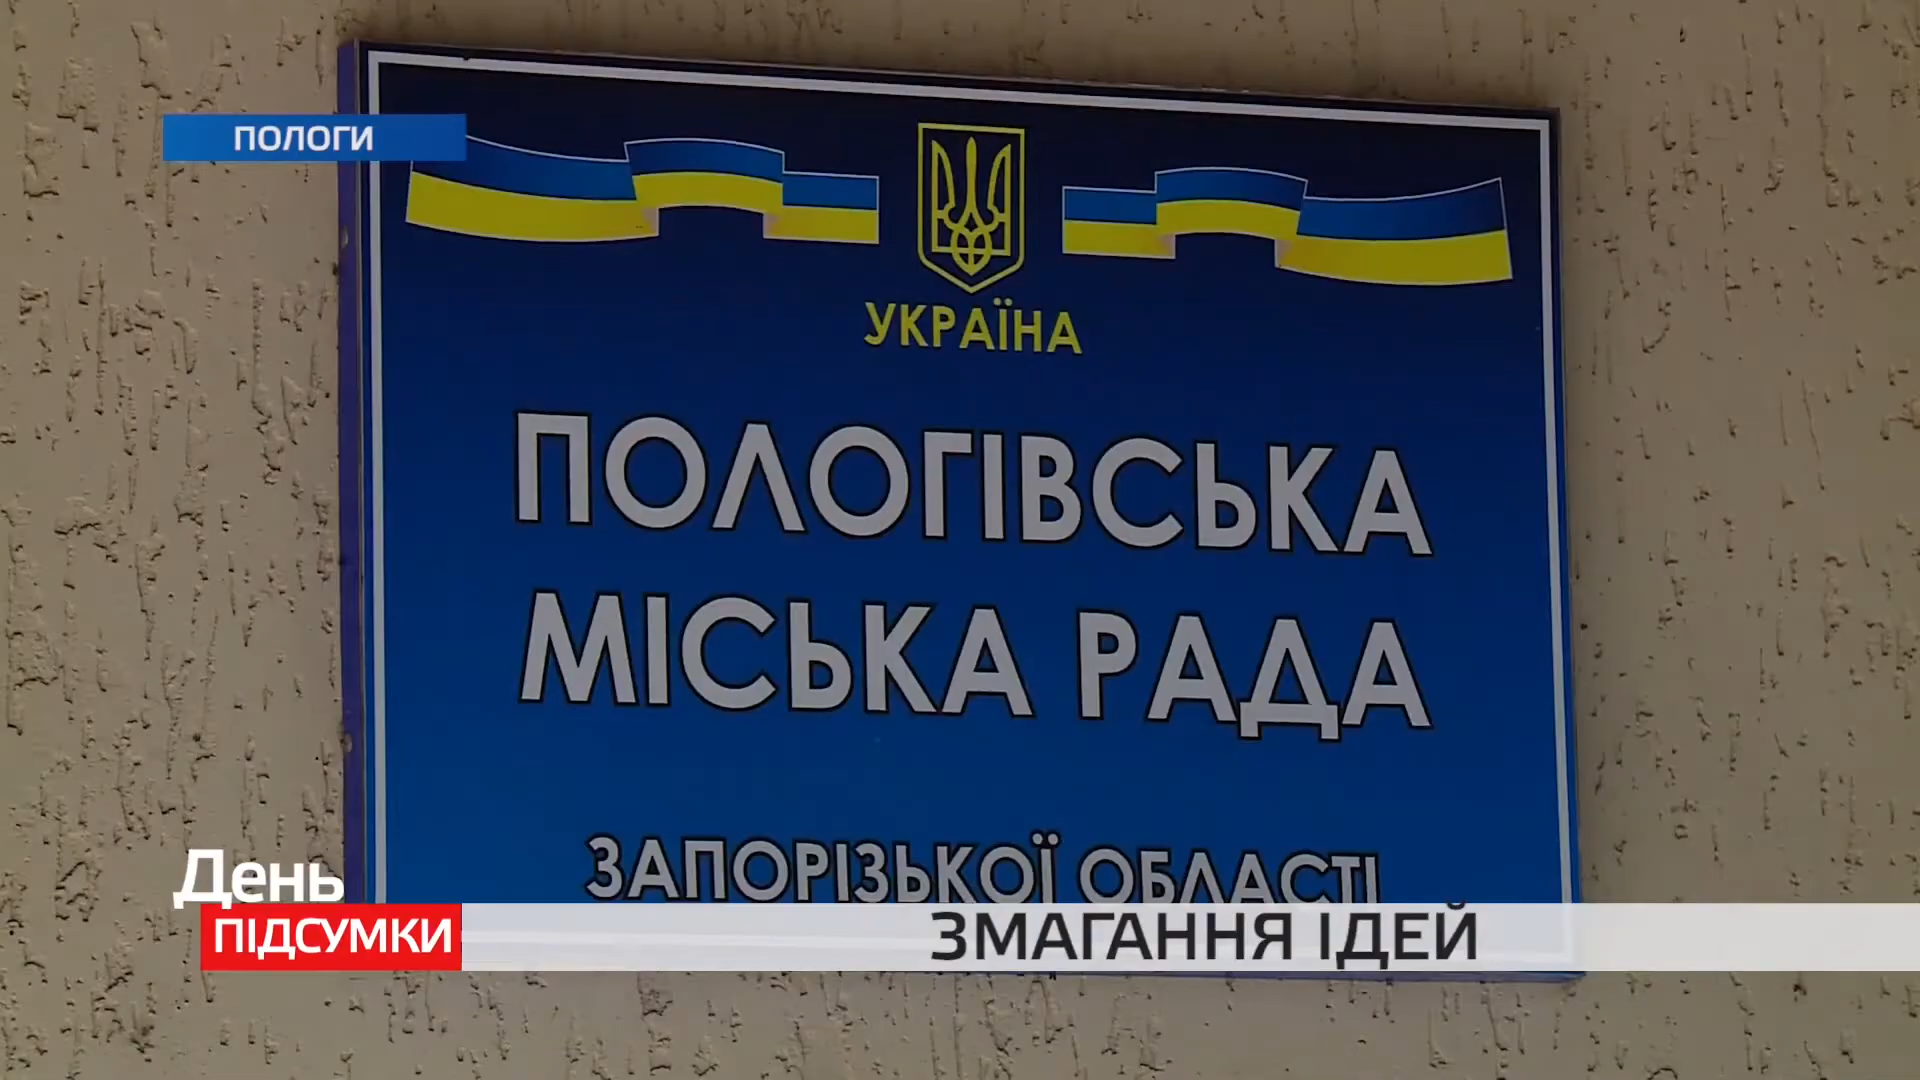 ПОЛОГИ
УКРАЇНА
ПОЛОГІВСЬКА
МІСЬКА РАДА
ЗАПОРІЗЬКОЇ ОБЛАСТІ
День
ПІДСУМКИ
ЗМАГАННЯ ІДЕЙ